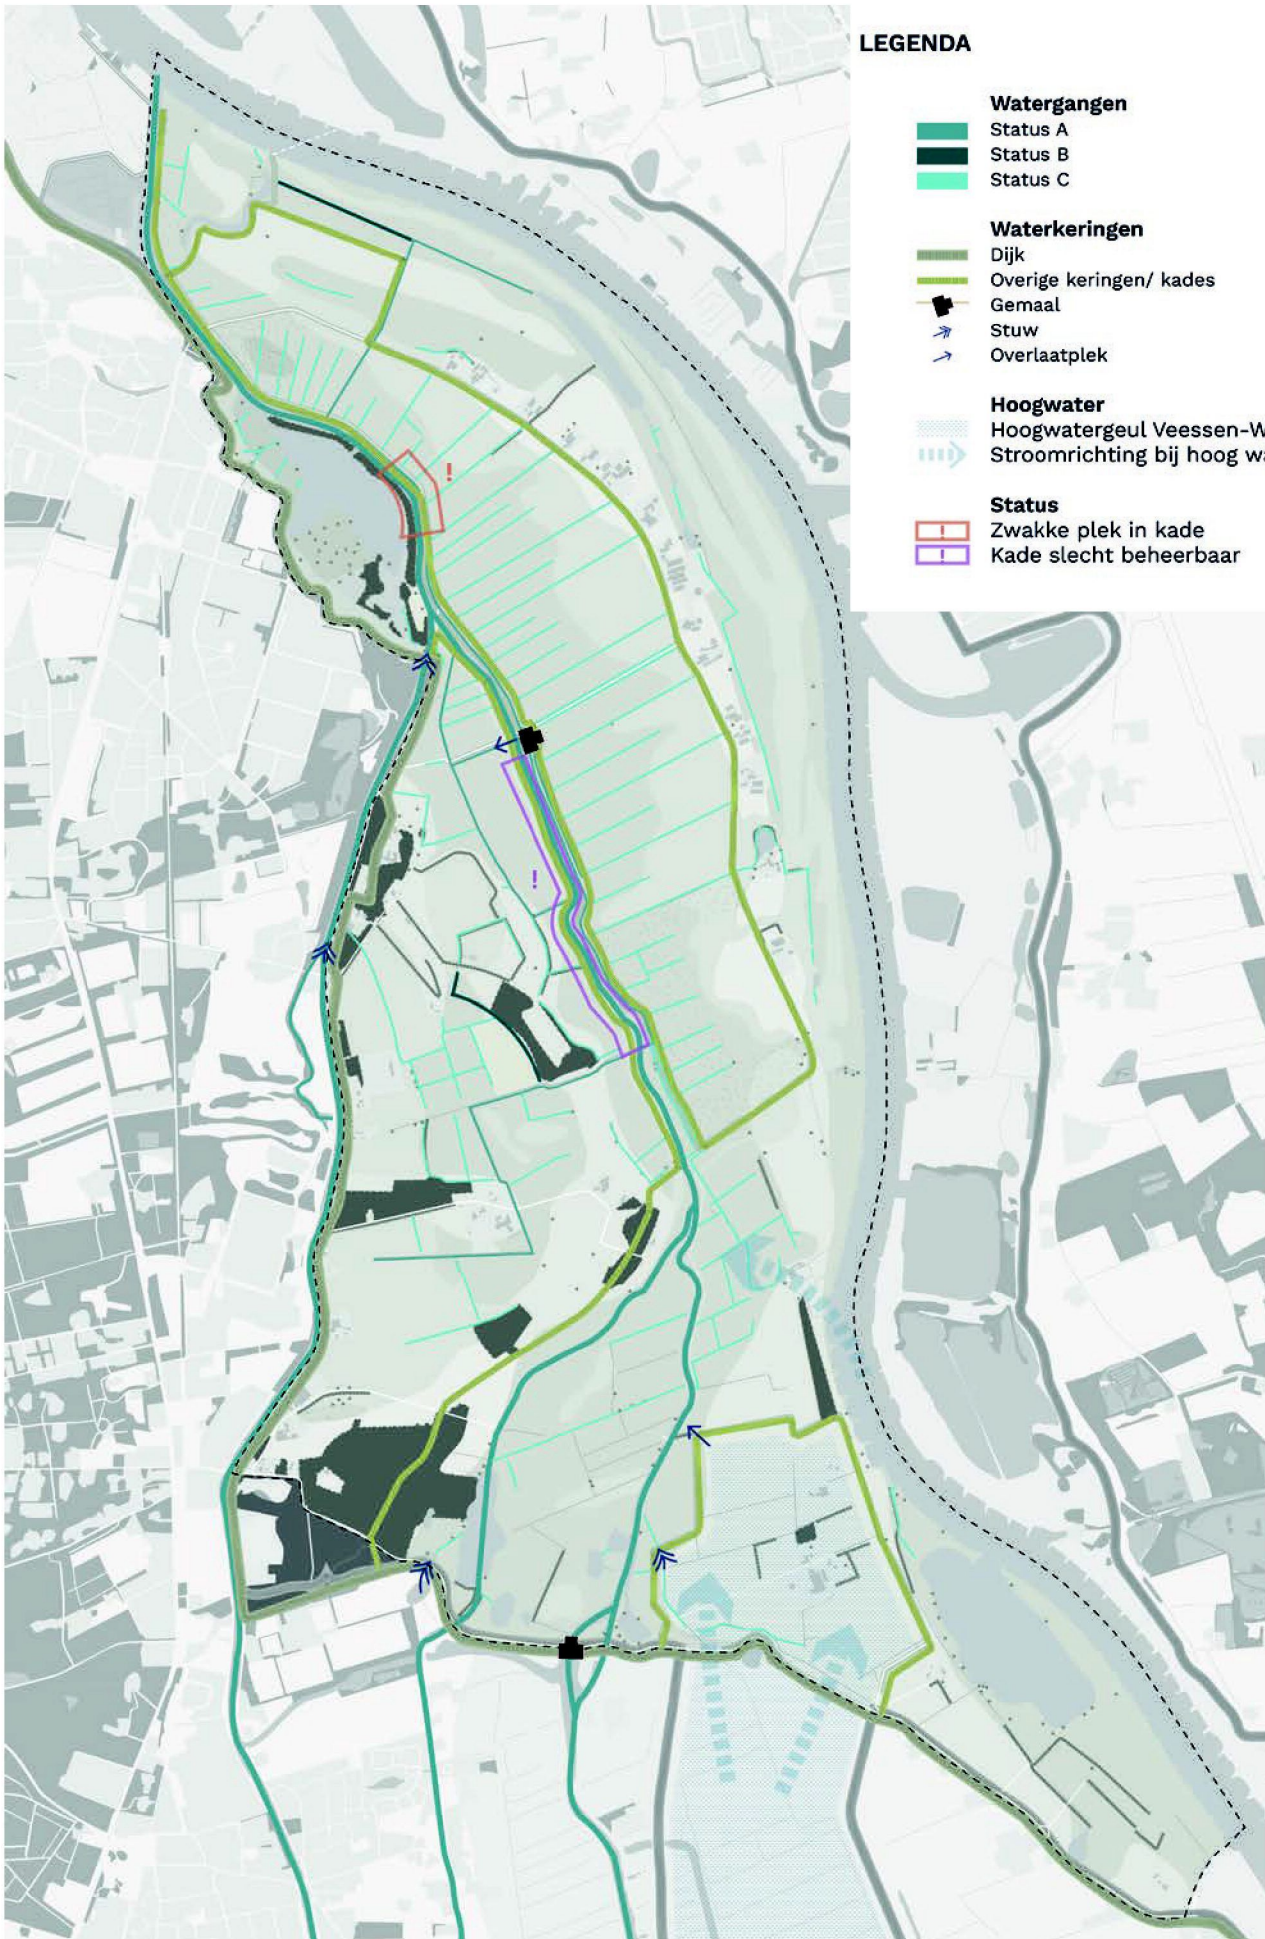 LEGENDA
Watergangen
Status A
Status B
Status C
Waterkeringen
Dijk
Overige keringen/ kades
Gemaal
Stuw
Overlaatplek
Hoogwater
Hoogwatergeul Veessen-W
Stroomrichting bij hoog wa
Status
! Zwakke plek in kade
! Kade slecht beheerbaar
!
!